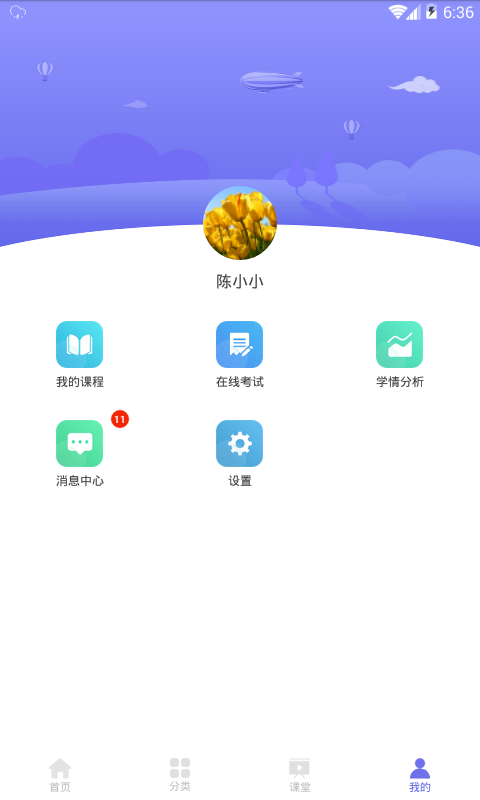 6:36
陈小小
我的课程
在线考试
学情分析
11
消息中心
设置
首页
分类
课堂
我的